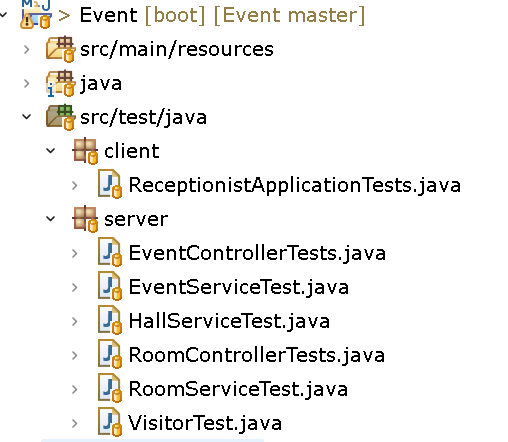 > Event [boot] [Event master]
src/main/resources
java
src/test/java
client
ReceptionistApplicationTests.java
server
EventControllerTests.java
EventServiceTest.java
HallServiceTest.java
RoomControllerTests.java
RoomServiceTest.java
VisitorTest.java